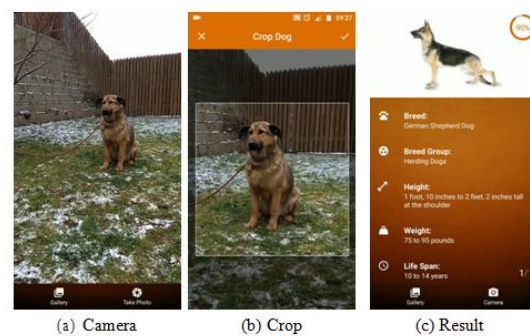 Gallery
Take Photo
(a) Camera
09:27
Crop Dog
(b) Crop
90%
Breed:
German Shepherd Dog
Breed Group:
Herding Dogs
Height:
1 foot, 10 inches to 2 feet, 2 inches tall
at the shoulder
Weight:
75 to 95 pounds
Life Span:
10 to 14 years
1/
Gallery
Camera
(c) Result